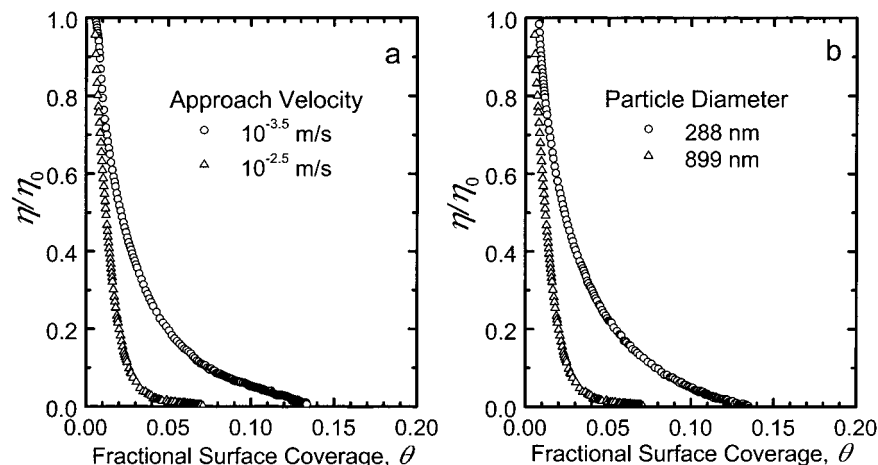 a
1.0
0.8
0.6
0.4
0.2
0.0
η/η₀
Approach Velocity
○ 10⁻³·⁵ m/s
△ 10⁻²·⁵ m/s
0.00 0.05 0.10 0.15 0.20
Fractional Surface Coverage, θ
b
1.0
0.8
0.6
0.4
0.2
0.0
η/η₀
Particle Diameter
○ 288 nm
△ 899 nm
0.00 0.05 0.10 0.15 0.20
Fractional Surface Coverage, θ